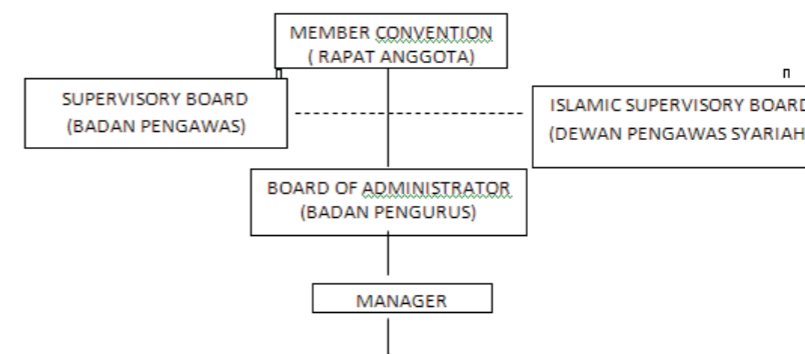 MEMBER CONVENTION
( RAPAT ANGGOTA)
SUPERVISORY BOARD
(BADAN PENGAWAS)
ISLAMIC SUPERVISORY BOARD
(DEWAN PENGAWAS SYARIAH
BOARD OF ADMINISTRATOR
(BADAN PENGURUS)
MANAGER